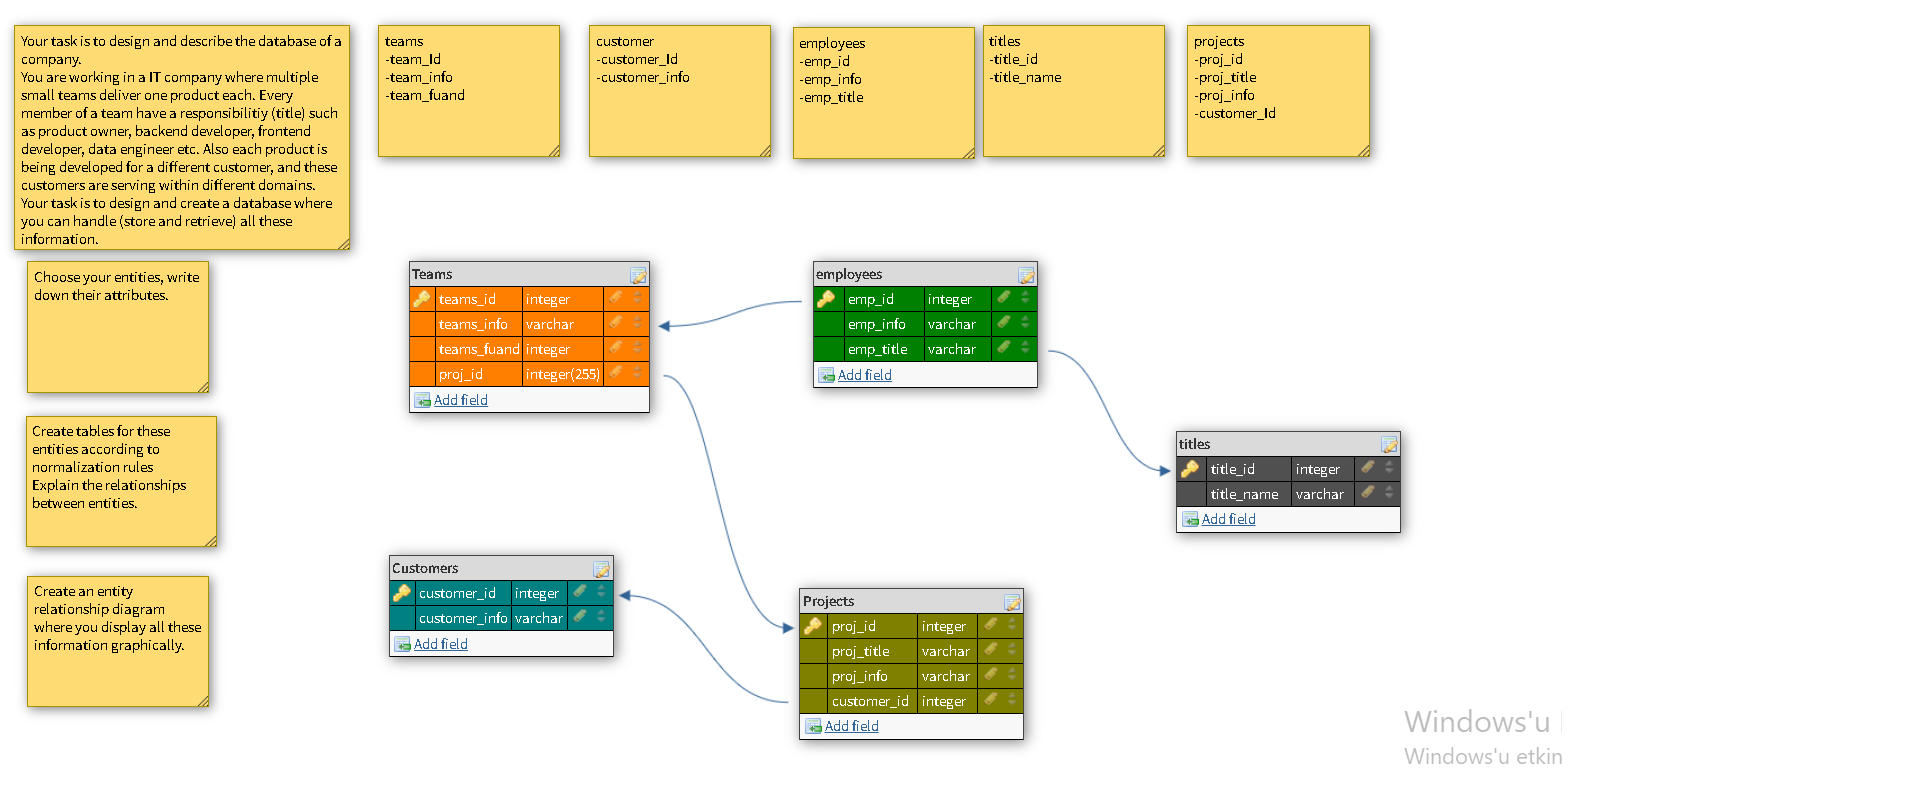 Your task is to design and describe the database of a
company.
You are working in a IT company where multiple
small teams deliver one product each. Every
member of a team have a responsibilitiy (title) such
as product owner, backend developer, frontend
developer, data engineer etc. Also each product is
being developed for a different customer, and these
customers are serving within different domains.
Your task is to design and create a database where
you can handle (store and retrieve) all these
information.
teams
-team_Id
-team_info
-team_fuand
customer
-customer_Id
-customer_info
employees
-emp_id
-emp_info
-emp_title
titles
-title_id
-title_name
projects
-proj_id
-proj_title
-proj_info
-customer_Id
Choose your entities, write
down their attributes.
Create tables for these
entities according to
normalization rules
Explain the relationships
between entities.
Create an entity
relationship diagram
where you display all these
information graphically.
Teams
teams_id integer
teams_info varchar
teams_fuand integer
proj_id integer(255)
Add field
employees
emp_id integer
emp_info varchar
emp_title varchar
Add field
titles
title_id integer
title_name varchar
Add field
Customers
customer_id integer
customer_info varchar
Add field
Projects
proj_id integer
proj_title varchar
proj_info varchar
customer_id integer
Add field
Windows'u
Windows'u etkin